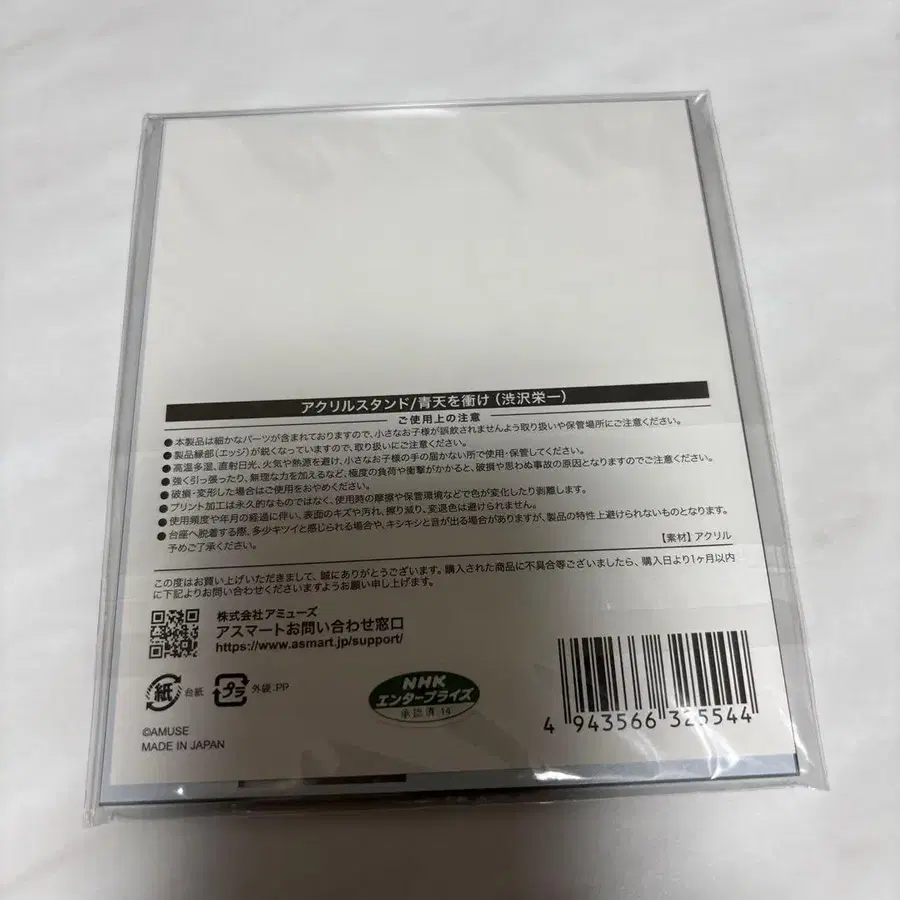 アクリルスタンド/青天を衝け（渋沢栄一）
ご使用上の注意
●本製品は細かなパーツが含まれておりますので、小さなお子様が誤飲されませんよう取り扱いや保管場所にご注意ください。
●製品縁部(エッジ)が鋭くなっていますので、取り扱いにご注意ください。
●高温多湿、直射日光、火気や熱源を避け、小さなお子様の手の届かない所で使用・保管してください。
●強く引っ張ったり、無理な力を加えるなど、極度の負荷や衝撃がかかると、破損や思わぬ事故の原因となりますのでご注意ください。
●破損・変形した場合はご使用をおやめください。
●プリント加工は永久的なものではなく、使用時の摩擦や保管環境などで色が変化したり剥離します。
●使用頻度や年月の経過に伴い、表面のキズや汚れ、擦り減り、変退色は避けられません。
●台座へ脱着する際、多少キツイと感じられる場合や、キシキシと音が出る場合がありますが、製品の特性上避けられないものとなります。
予めご了承ください。
【素材】アクリル
この度はお買い上げいただきまして、誠にありがとうございます。購入された商品に不具合等ございましたら、購入日より1ヶ月以内
に下記よりお問い合わせくださいますようお願い申し上げます。
株式会社アミューズ
アスマートお問い合わせ窓口
https://www.asmart.jp/support/
紙 台紙 プラ 外袋:PP
NHK
エンタープライズ
承認済 14
4 943566 325544
©AMUSE
MADE IN JAPAN